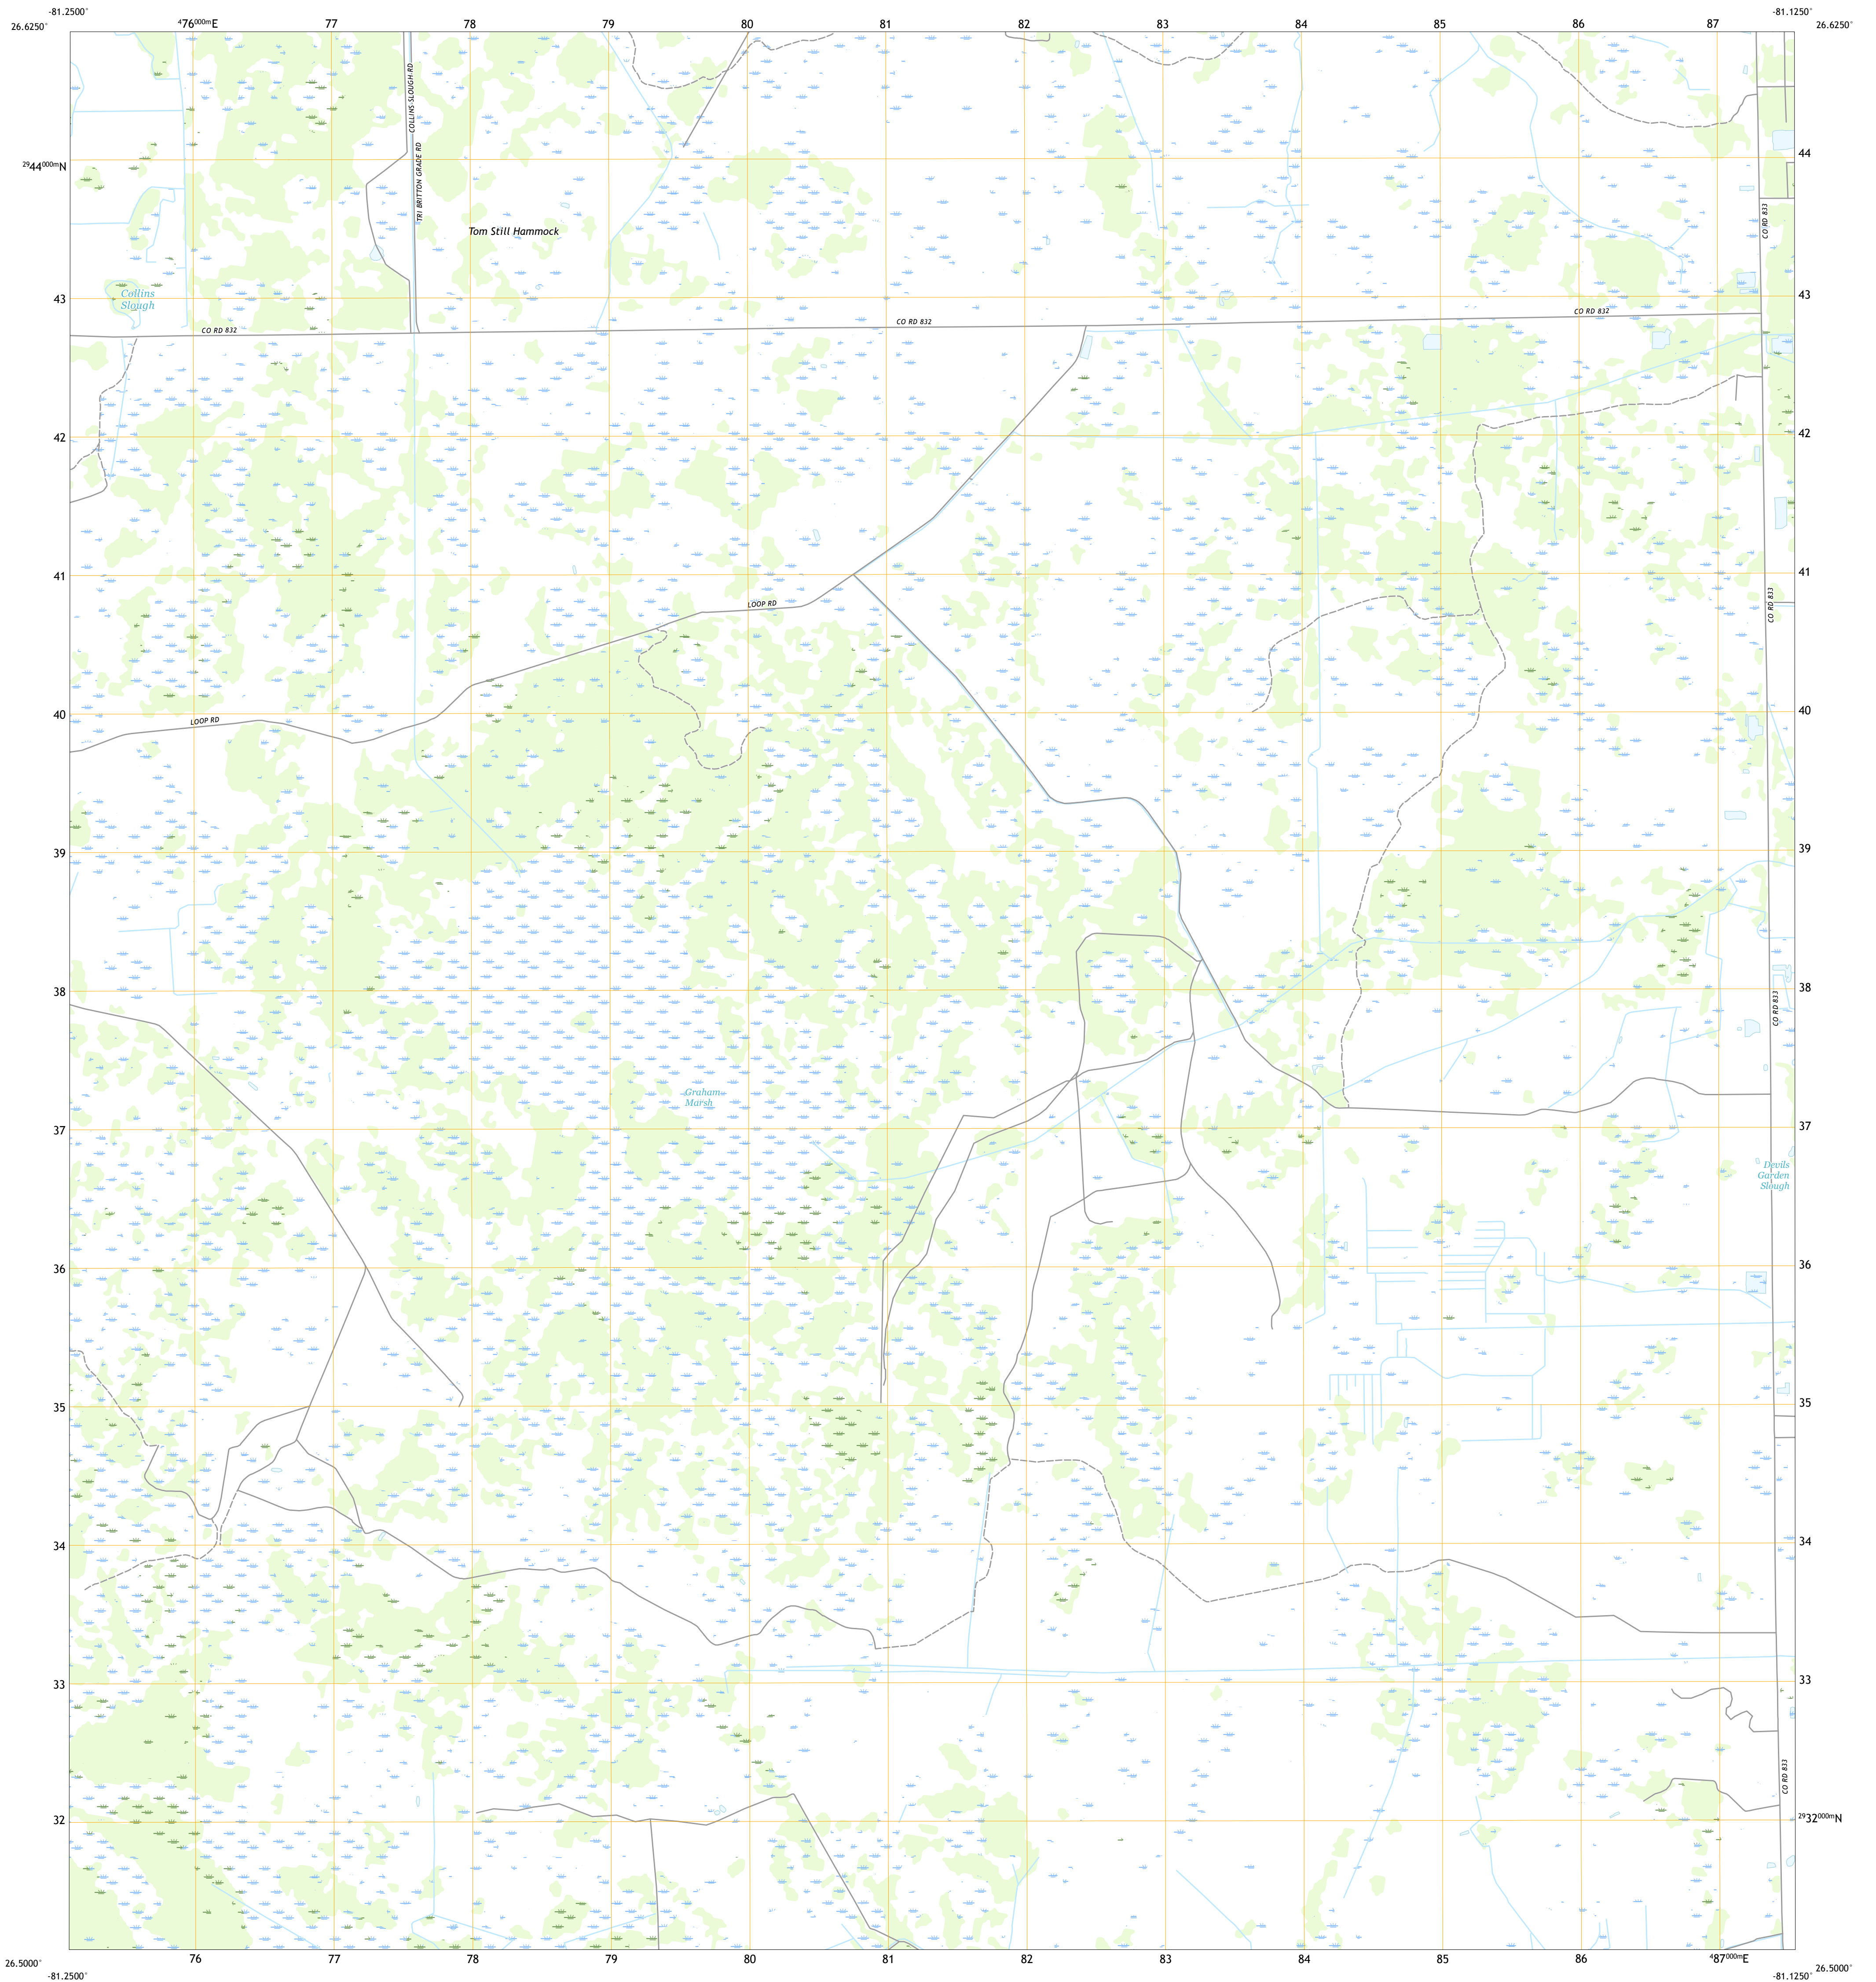 -81.2500°
-81.1250°
26.6250°
⁴76⁰⁰⁰ᵐE
77
78
79
80
81
82
83
84
85
86
87
26.6250°
COLLINS SLOUGH RD
TRI BRITTON GRADE RD
²⁹44⁰⁰⁰ᵐN
44
CO RD 833
Tom Still Hammock
Collins
Slough
43
43
CO RD 832
CO RD 832
CO RD 832
42
42
41
41
LOOP RD
CO RD 833
40
LOOP RD
40
39
39
38
38
CO RD 833
Graham
Marsh
37
37
Devils
Garden
Slough
36
36
35
35
34
34
33
33
CO RD 833
32
²⁹32⁰⁰⁰ᵐN
76
77
78
79
80
81
82
83
84
85
86
⁴87⁰⁰⁰ᵐE
26.5000°
26.5000°
-81.2500°
-81.1250°